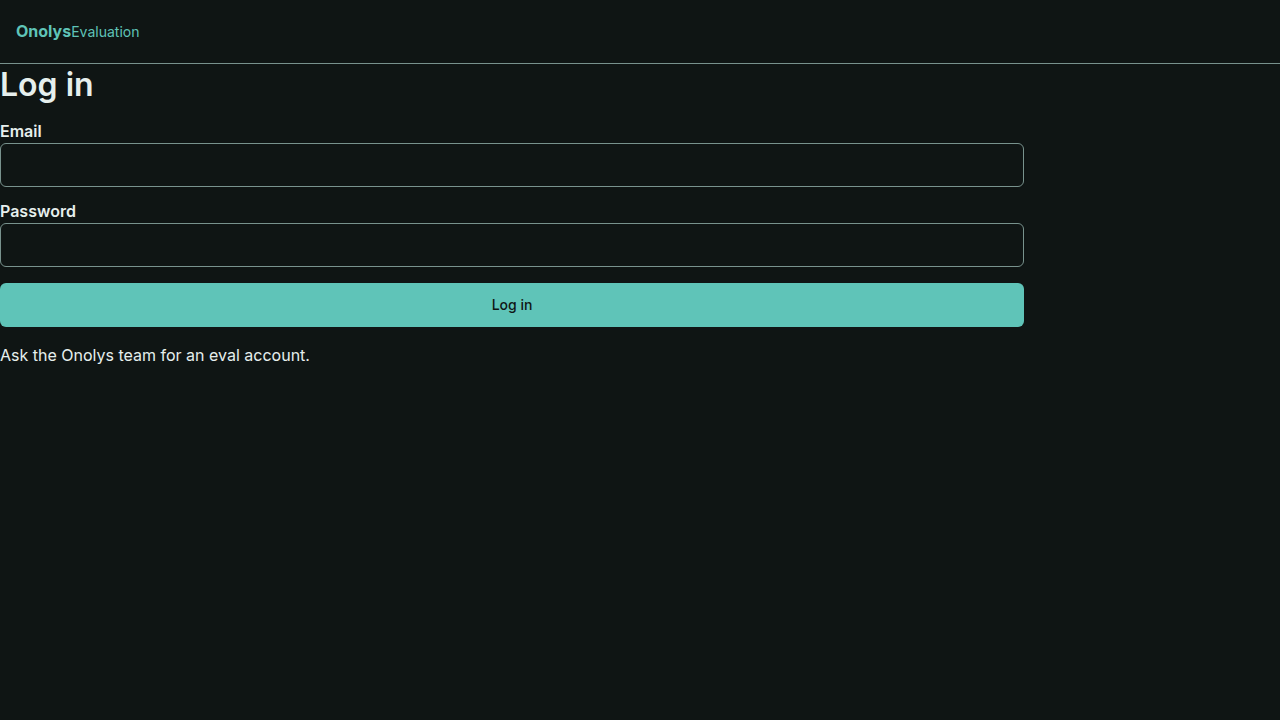 OnolysEvaluation
Log in
Email
Password
Log in
Ask the Onolys team for an eval account.